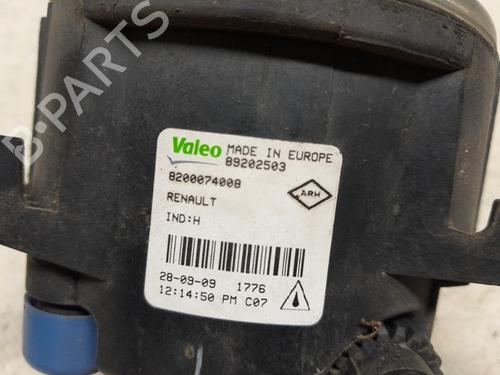 B-PARTS
Valeo MADE IN EUROPE
89202503
8200074008
ARH
RENAULT
IND:H
28-09-09 1776
12:14:50 PM C07